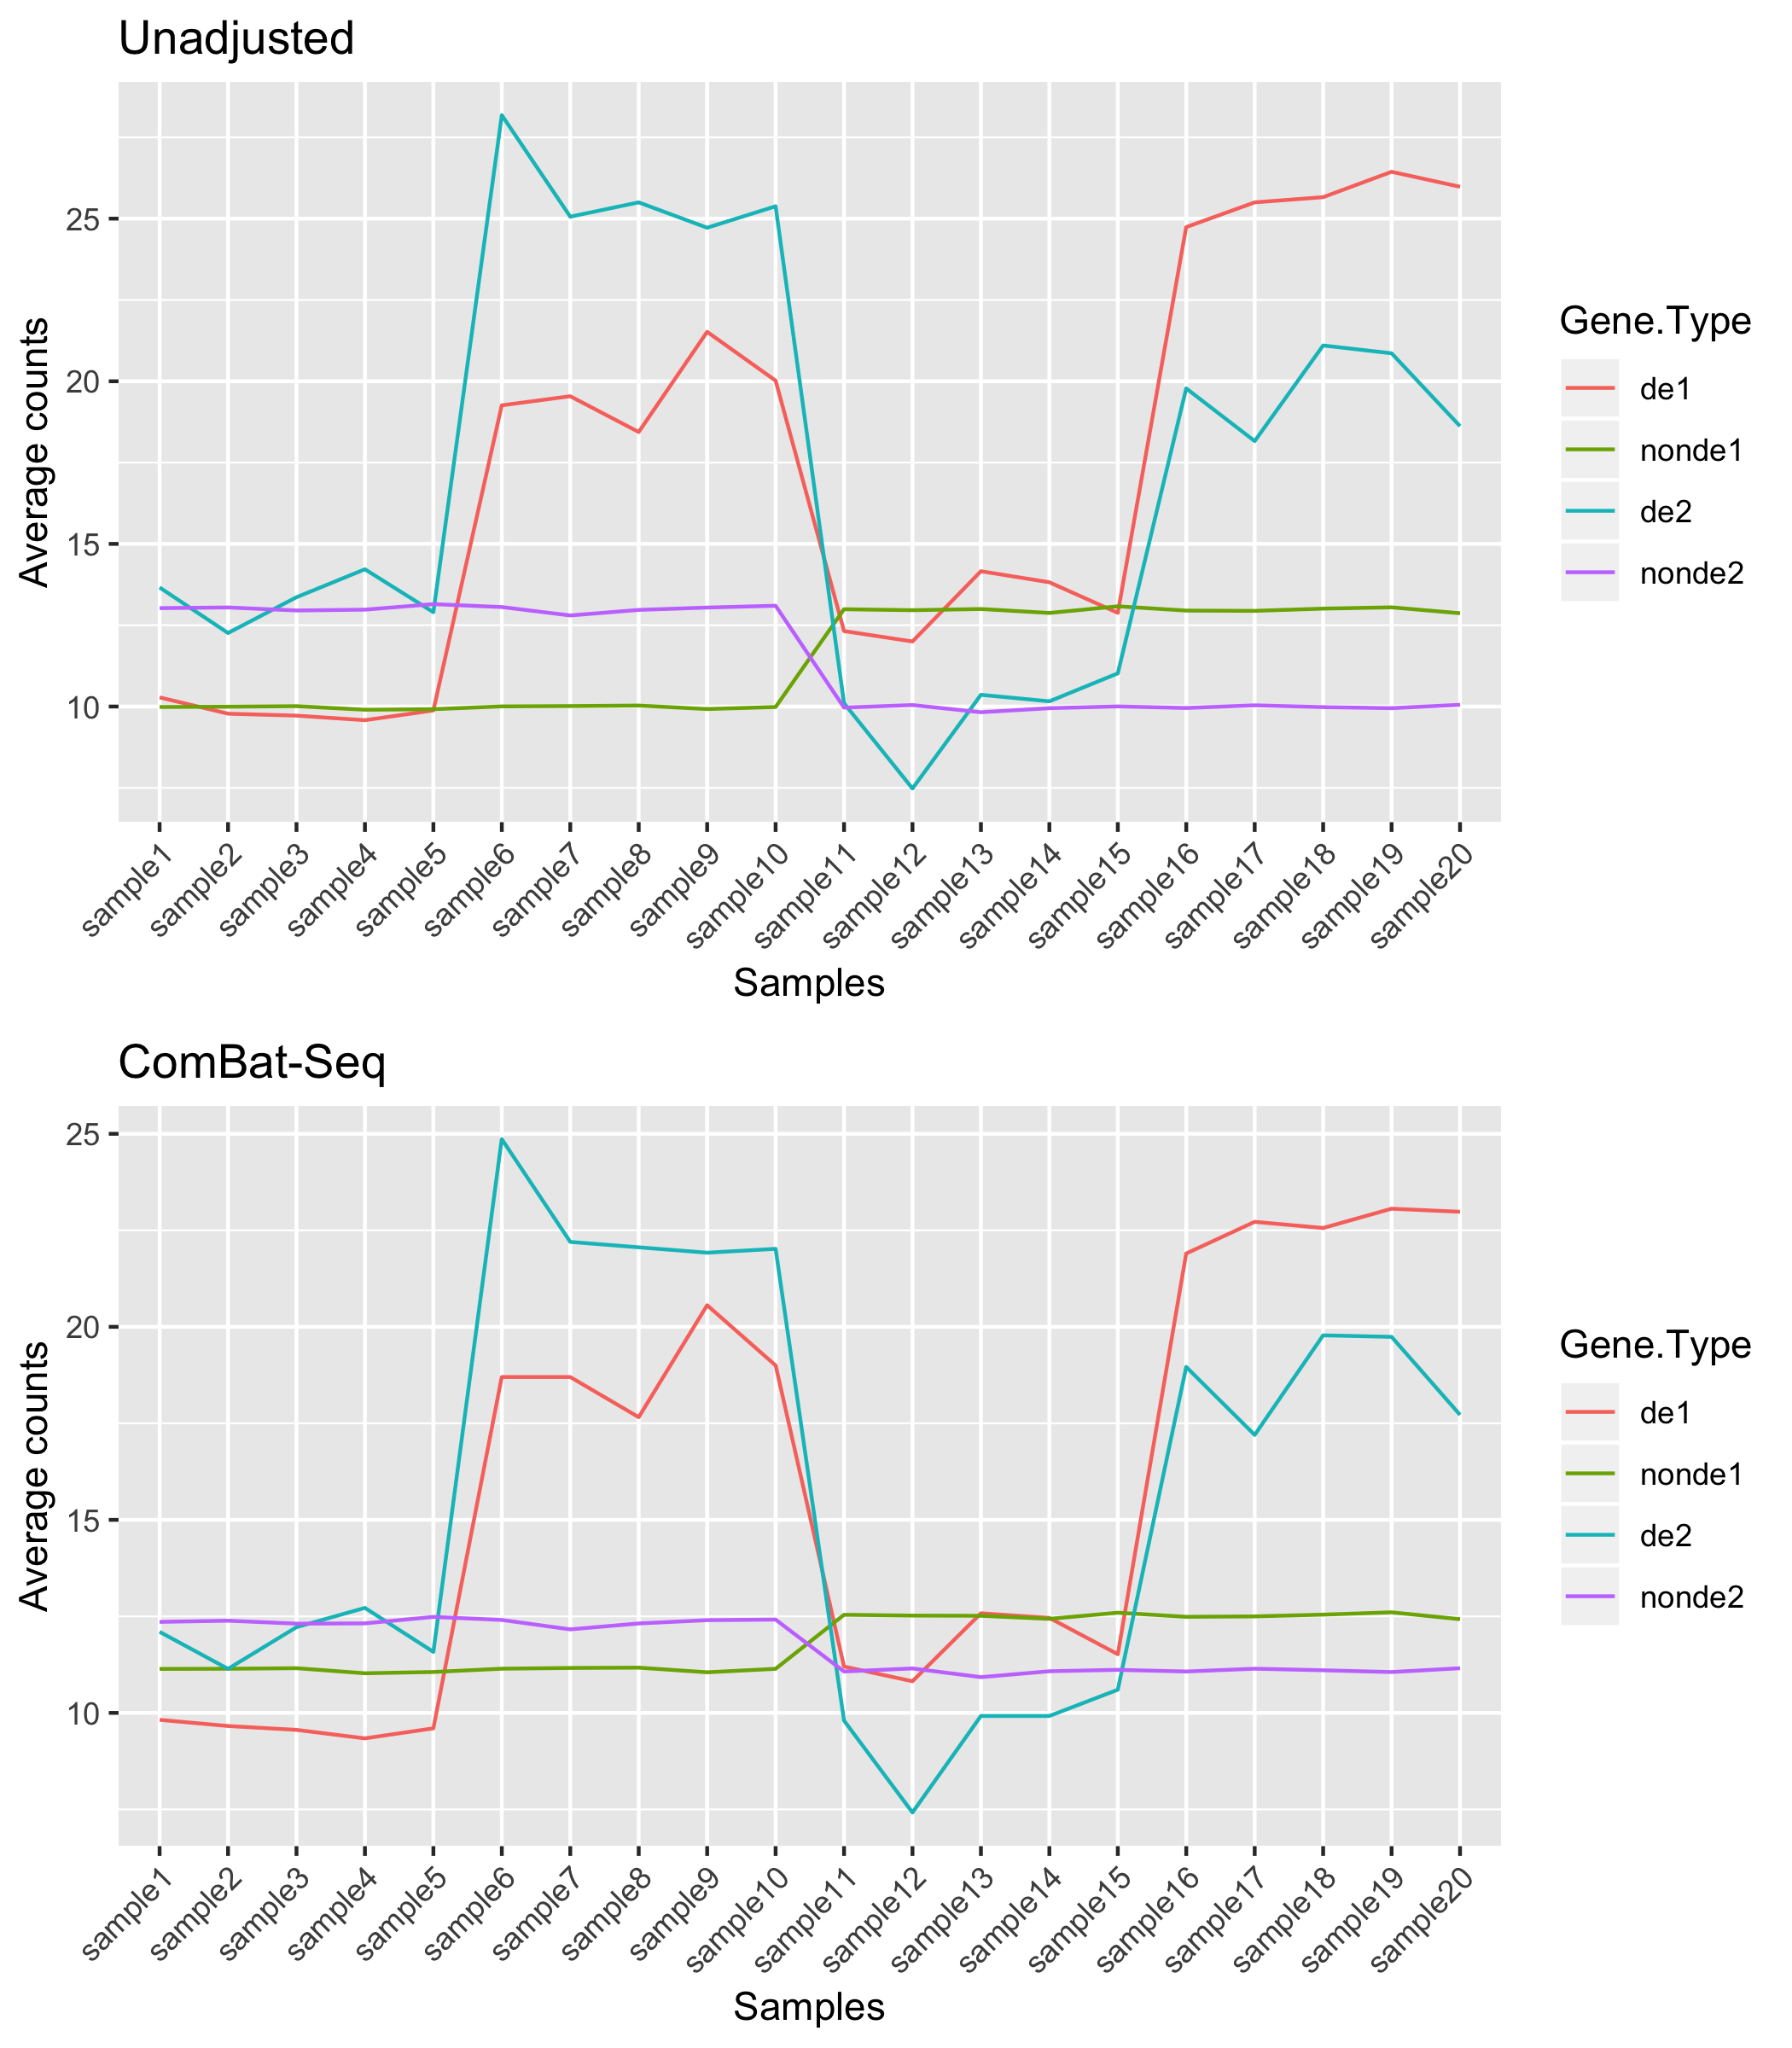 Unadjusted
Average counts
25
20
15
10
sample1
sample2
sample3
sample4
sample5
sample6
sample7
sample8
sample9
sample10
sample11
sample12
sample13
sample14
sample15
sample16
sample17
sample18
sample19
sample20
Samples
Gene.Type
de1
nonde1
de2
nonde2
ComBat-Seq
Average counts
25
20
15
10
sample1
sample2
sample3
sample4
sample5
sample6
sample7
sample8
sample9
sample10
sample11
sample12
sample13
sample14
sample15
sample16
sample17
sample18
sample19
sample20
Samples
Gene.Type
de1
nonde1
de2
nonde2